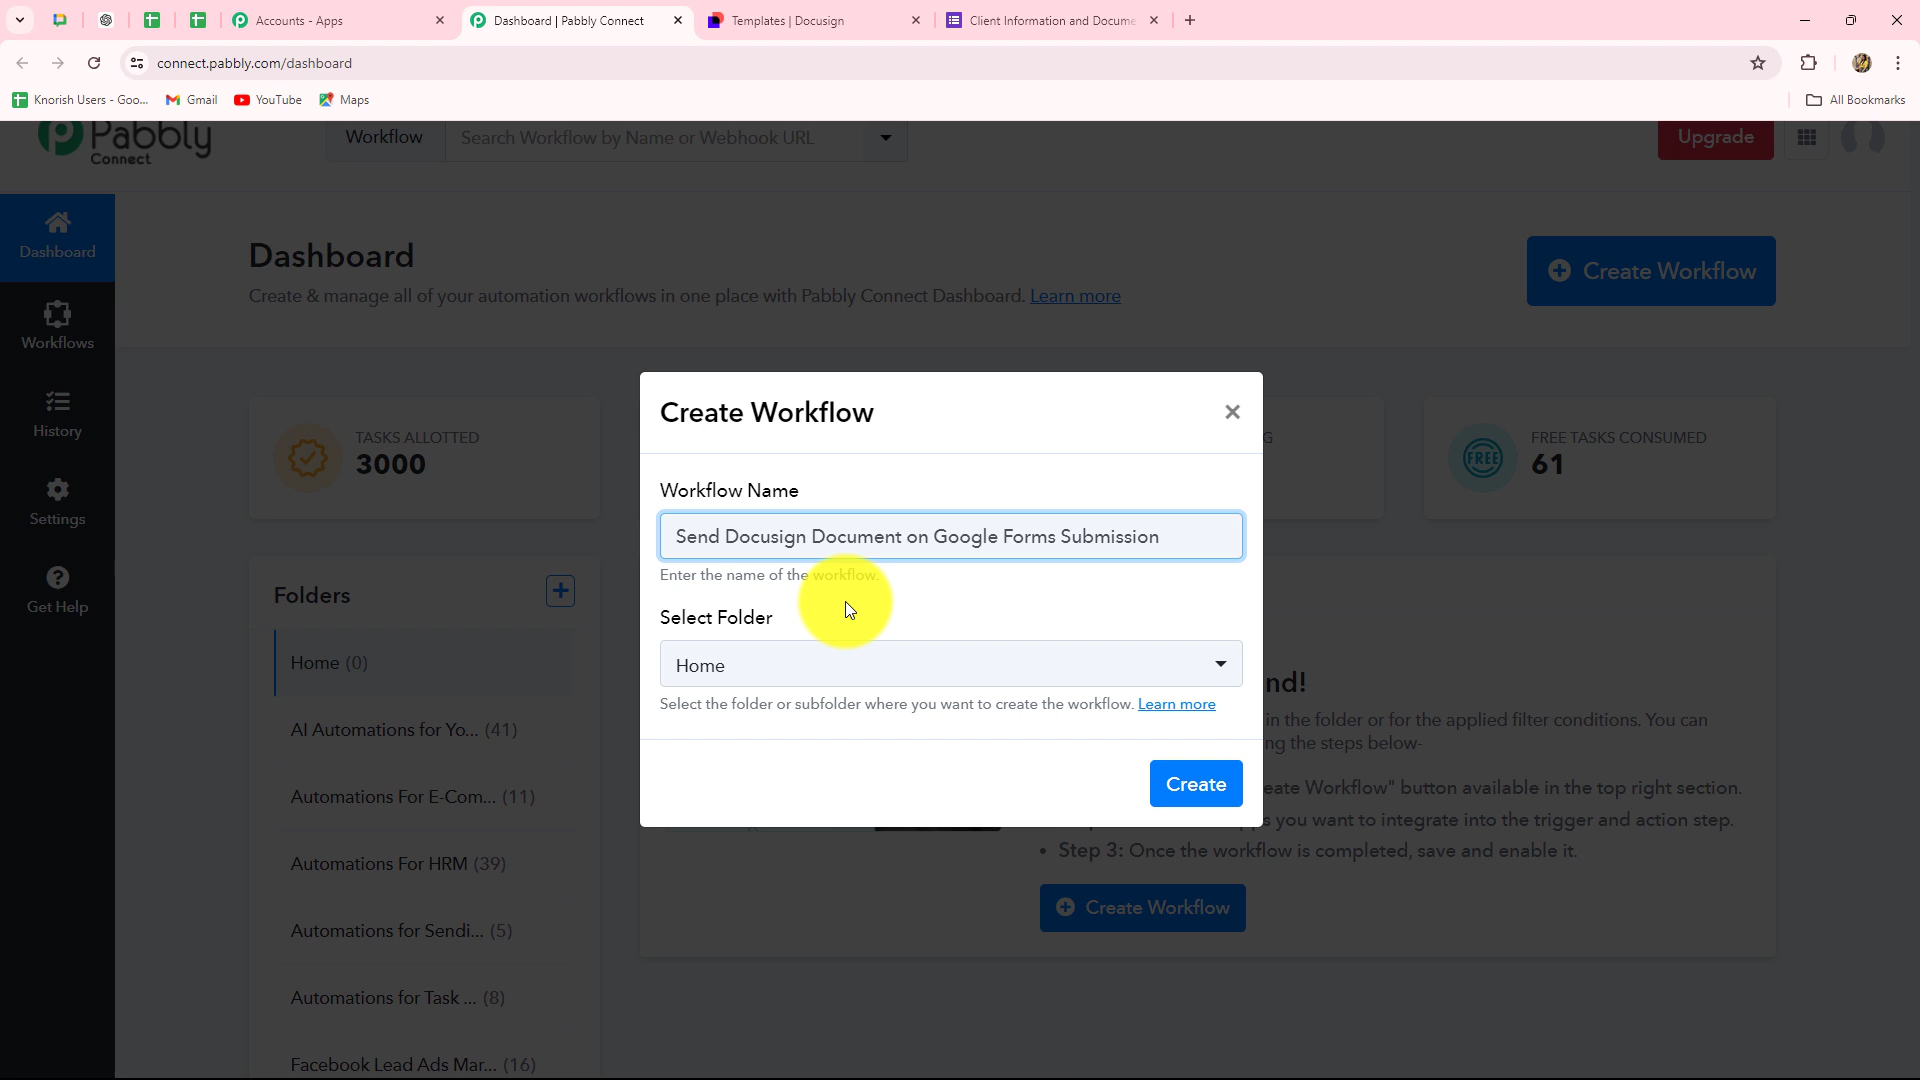 Accounts - Apps
Dashboard | Pabbly Connect
Templates | Docusign
Client Information and Docume
connect.pabbly.com/dashboard
Knorish Users - Goo...
Gmail
YouTube
Maps
All Bookmarks
Pabbly
Connect
Workflow
Search Workflow by Name or Webhook URL
Upgrade
Dashboard
Workflows
History
Settings
Get Help
Dashboard
Create & manage all of your automation workflows in one place with Pabbly Connect Dashboard. Learn more
Create Workflow
TASKS ALLOTTED
3000
G
FREE
FREE TASKS CONSUMED
61
Folders
Home (0)
AI Automations for Yo... (41)
Automations For E-Com... (11)
Automations For HRM (39)
Automations for Sendi... (5)
Automations for Task ... (8)
Facebook Lead Ads Mar... (16)
Create Workflow
Workflow Name
Send Docusign Document on Google Forms Submission
Enter the name of the workflow.
Select Folder
Home
Select the folder or subfolder where you want to create the workflow. Learn more
Create
nd!
in the folder or for the applied filter conditions. You can
ng the steps below-
eate Workflow" button available in the top right section.
s you want to integrate into the trigger and action step.
• Step 3: Once the workflow is completed, save and enable it.
Create Workflow